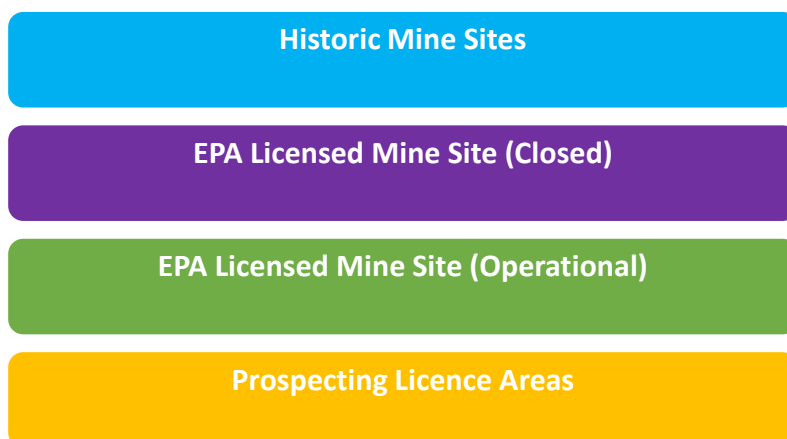 Historic Mine Sites
EPA Licensed Mine Site (Closed)
EPA Licensed Mine Site (Operational)
Prospecting Licence Areas